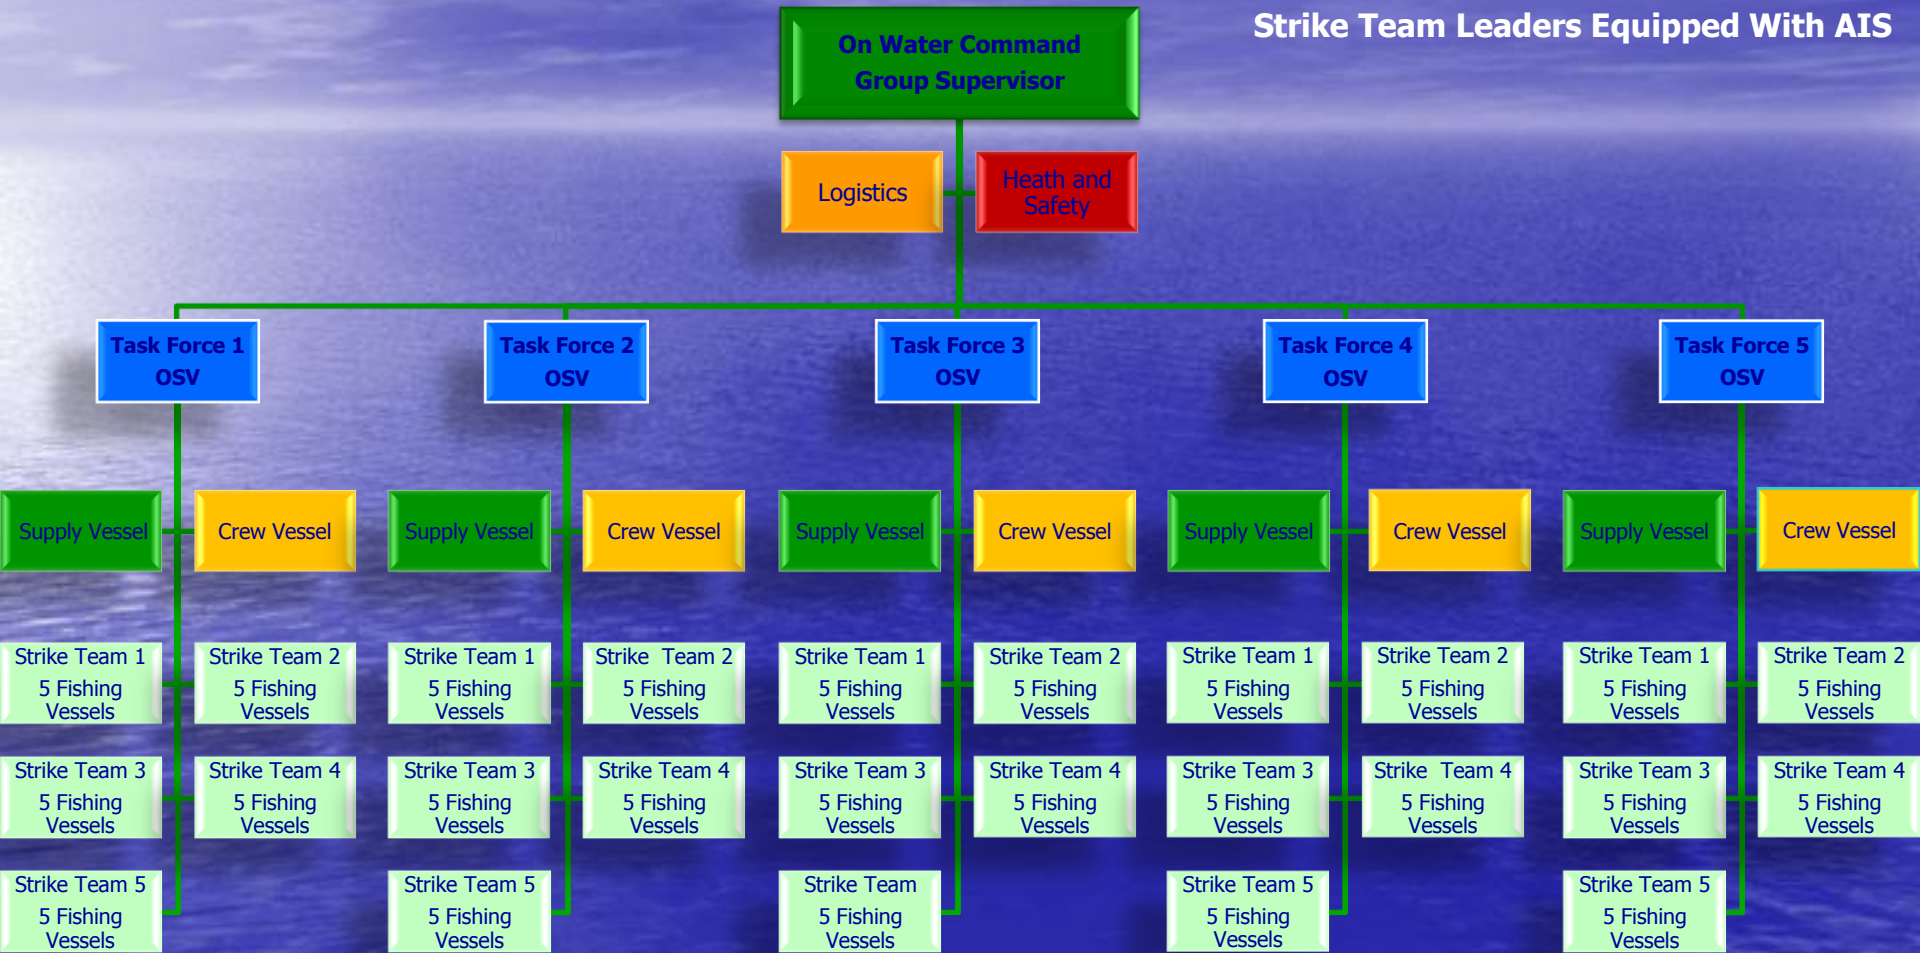 Strike Team Leaders Equipped With AIS
On Water Command
Group Supervisor
Logistics
Heath and
Safety
Task Force 1
OSV
Task Force 2
OSV
Task Force 3
OSV
Task Force 4
OSV
Task Force 5
OSV
Supply Vessel
Crew Vessel
Supply Vessel
Crew Vessel
Supply Vessel
Crew Vessel
Supply Vessel
Crew Vessel
Supply Vessel
Crew Vessel
Strike Team 1
5 Fishing
Vessels
Strike Team 2
5 Fishing
Vessels
Strike Team 1
5 Fishing
Vessels
Strike  Team 2
5 Fishing
Vessels
Strike Team 1
5 Fishing
Vessels
Strike Team 2
5 Fishing
Vessels
Strike Team 1
5 Fishing
Vessels
Strike Team 2
5 Fishing
Vessels
Strike Team 1
5 Fishing
Vessels
Strike Team 2
5 Fishing
Vessels
Strike Team 3
5 Fishing
Vessels
Strike Team 4
5 Fishing
Vessels
Strike Team 3
5 Fishing
Vessels
Strike Team 4
5 Fishing
Vessels
Strike Team 3
5 Fishing
Vessels
Strike Team 4
5 Fishing
Vessels
Strike Team 3
5 Fishing
Vessels
Strike  Team 4
5 Fishing
Vessels
Strike Team 3
5 Fishing
Vessels
Strike Team 4
5 Fishing
Vessels
Strike Team 5
5 Fishing
Vessels
Strike Team 5
5 Fishing
Vessels
Strike Team
5 Fishing
Vessels
Strike Team 5
5 Fishing
Vessels
Strike Team 5
5 Fishing
Vessels